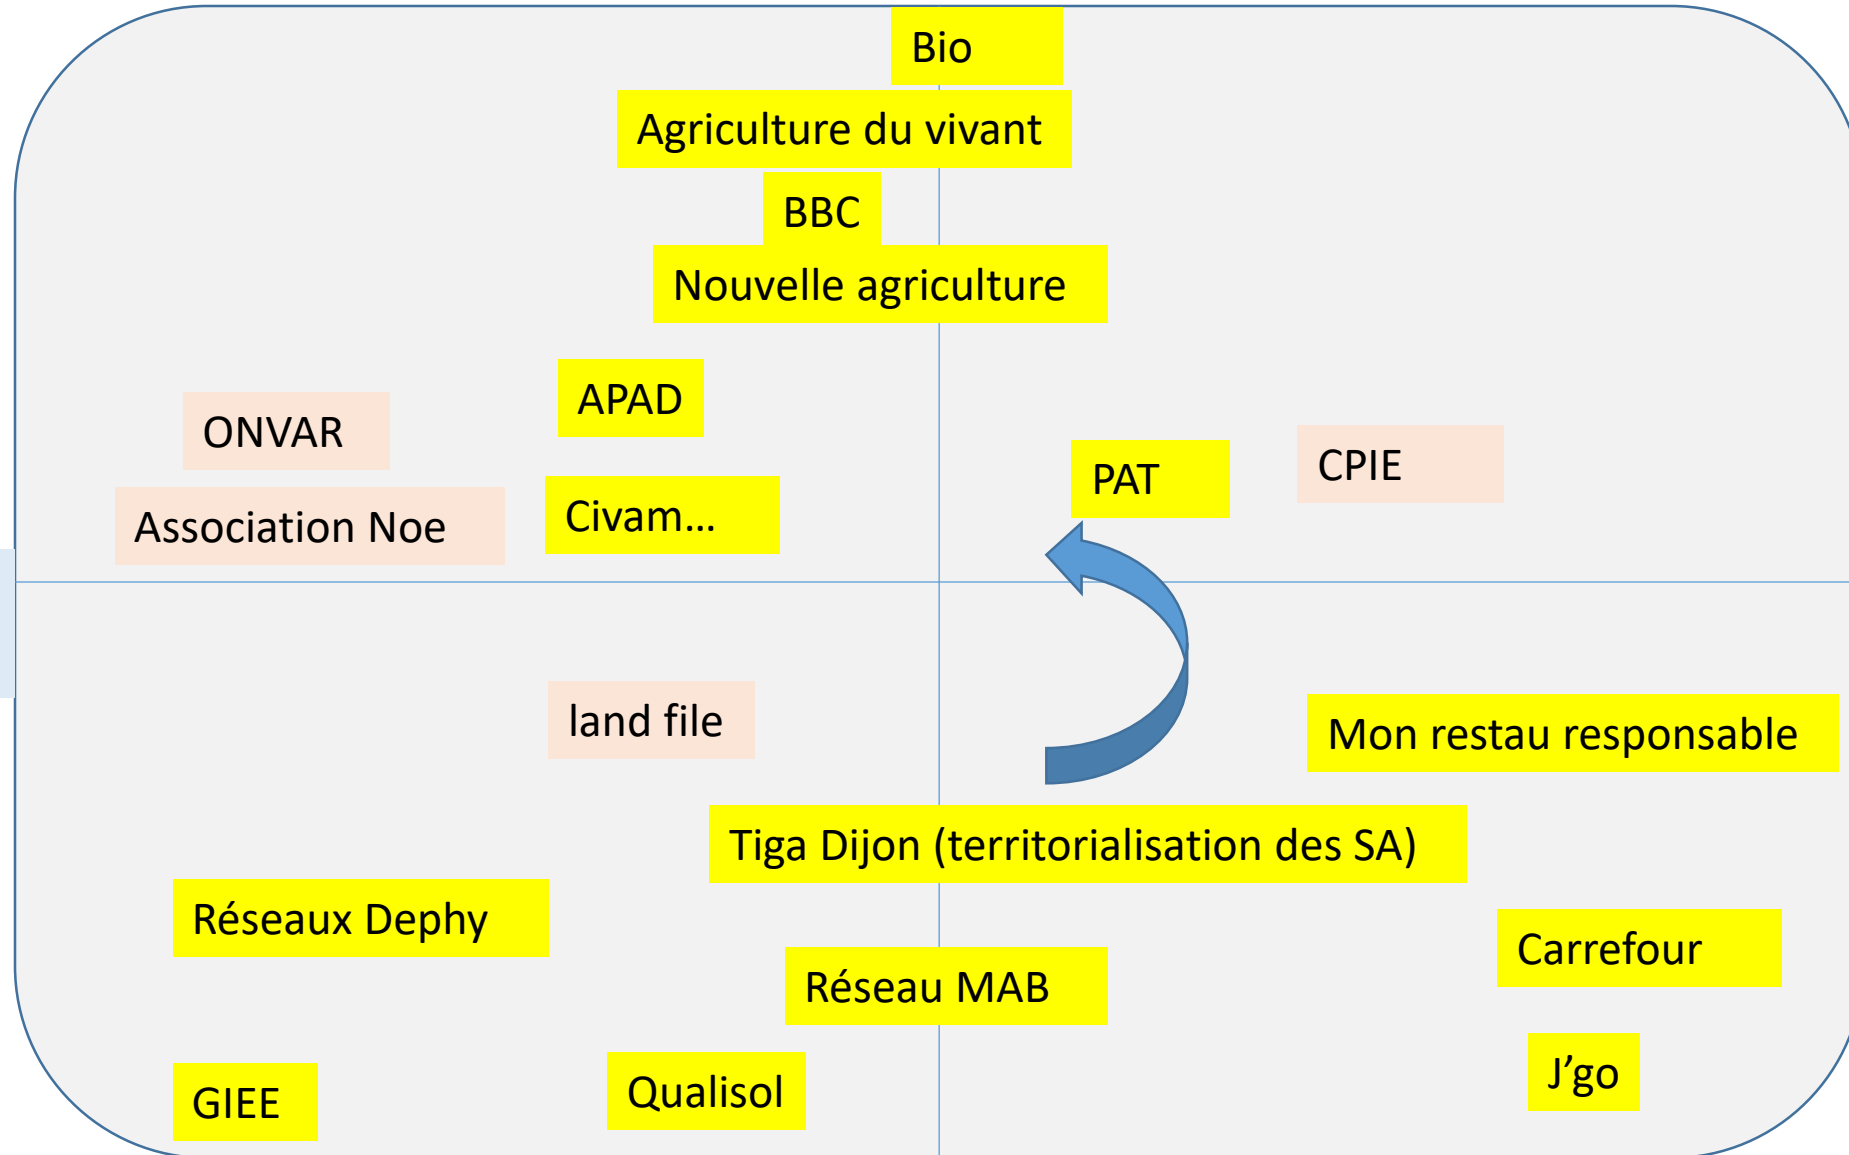 Bio
Agriculture du vivant
BBC
Nouvelle agriculture
APAD
ONVAR
CPIE
PAT
Civam...
Association Noe
land file
Mon restau responsable
Tiga Dijon (territorialisation des SA)
Réseaux Dephy
Carrefour
Réseau MAB
J’go
Qualisol
GIEE